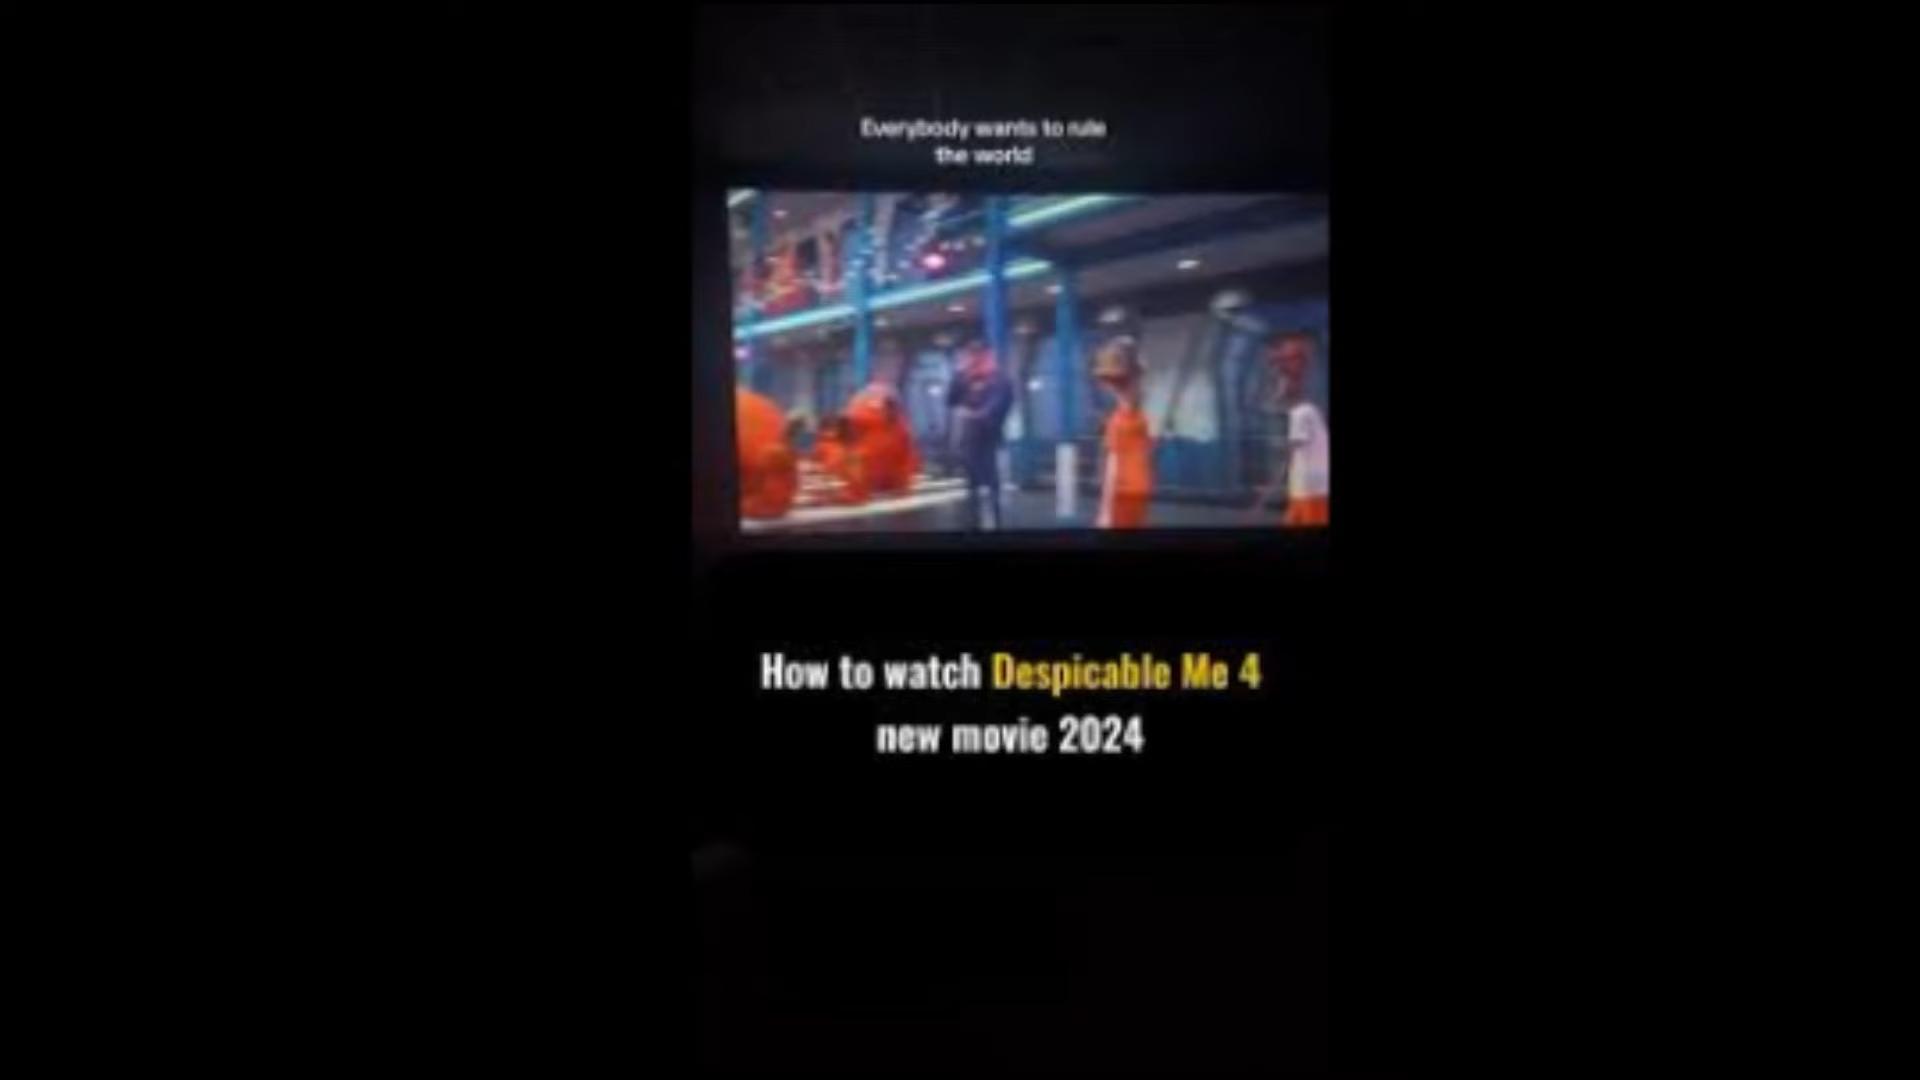 Everybody wants to rule
the world
How to watch Despicable Me 4
new movie 2024